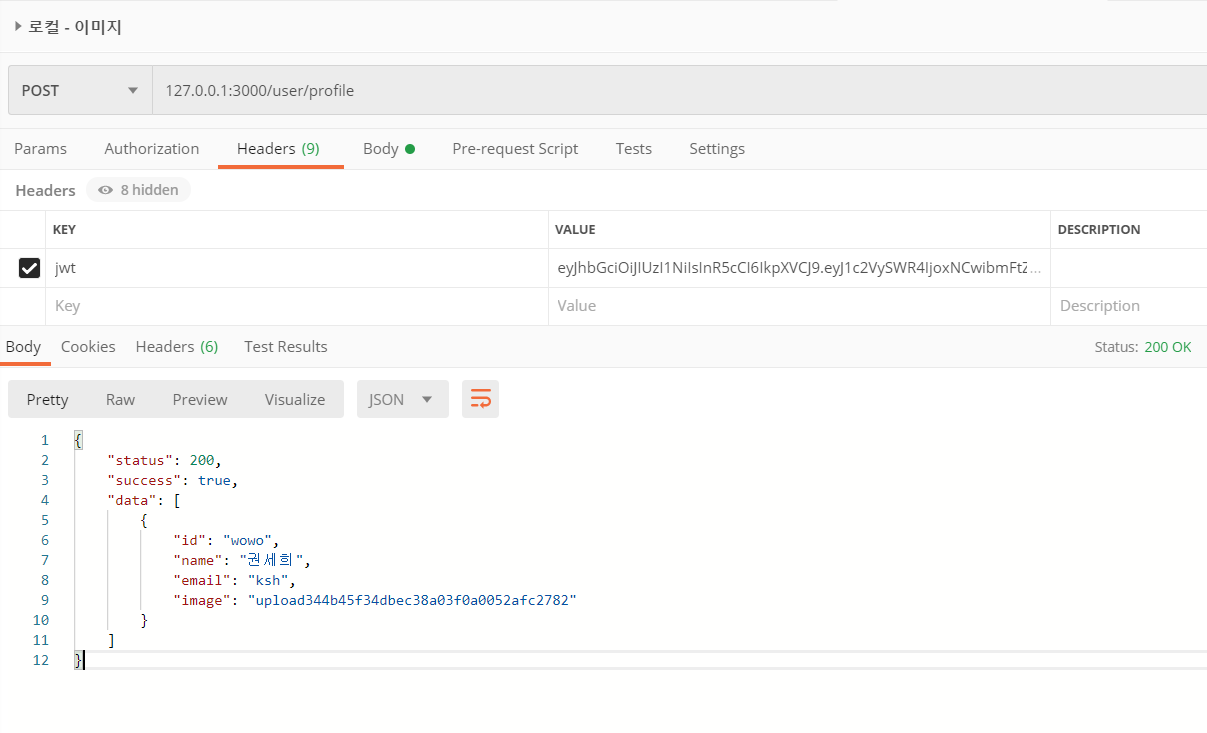 로컬 - 이미지
POST 127.0.0.1:3000/user/profile
Params Authorization Headers (9) Body Pre-request Script Tests Settings
Headers 8 hidden
KEY VALUE DESCRIPTION
jwt eyJhbGciOiJIUzI1NiIsInR5cCI6IkpXVCJ9.eyJ1c2VySWR4IjoxNCwibmFtZ...
Key Value Description
Body Cookies Headers (6) Test Results Status: 200 OK
Pretty Raw Preview Visualize JSON
1 {
2 "status": 200,
3 "success": true,
4 "data": [
5 {
6 "id": "wowo",
7 "name": "권세희",
8 "email": "ksh",
9 "image": "upload344b45f34dbec38a03f0a0052afc2782"
10 }
11 ]
12 }